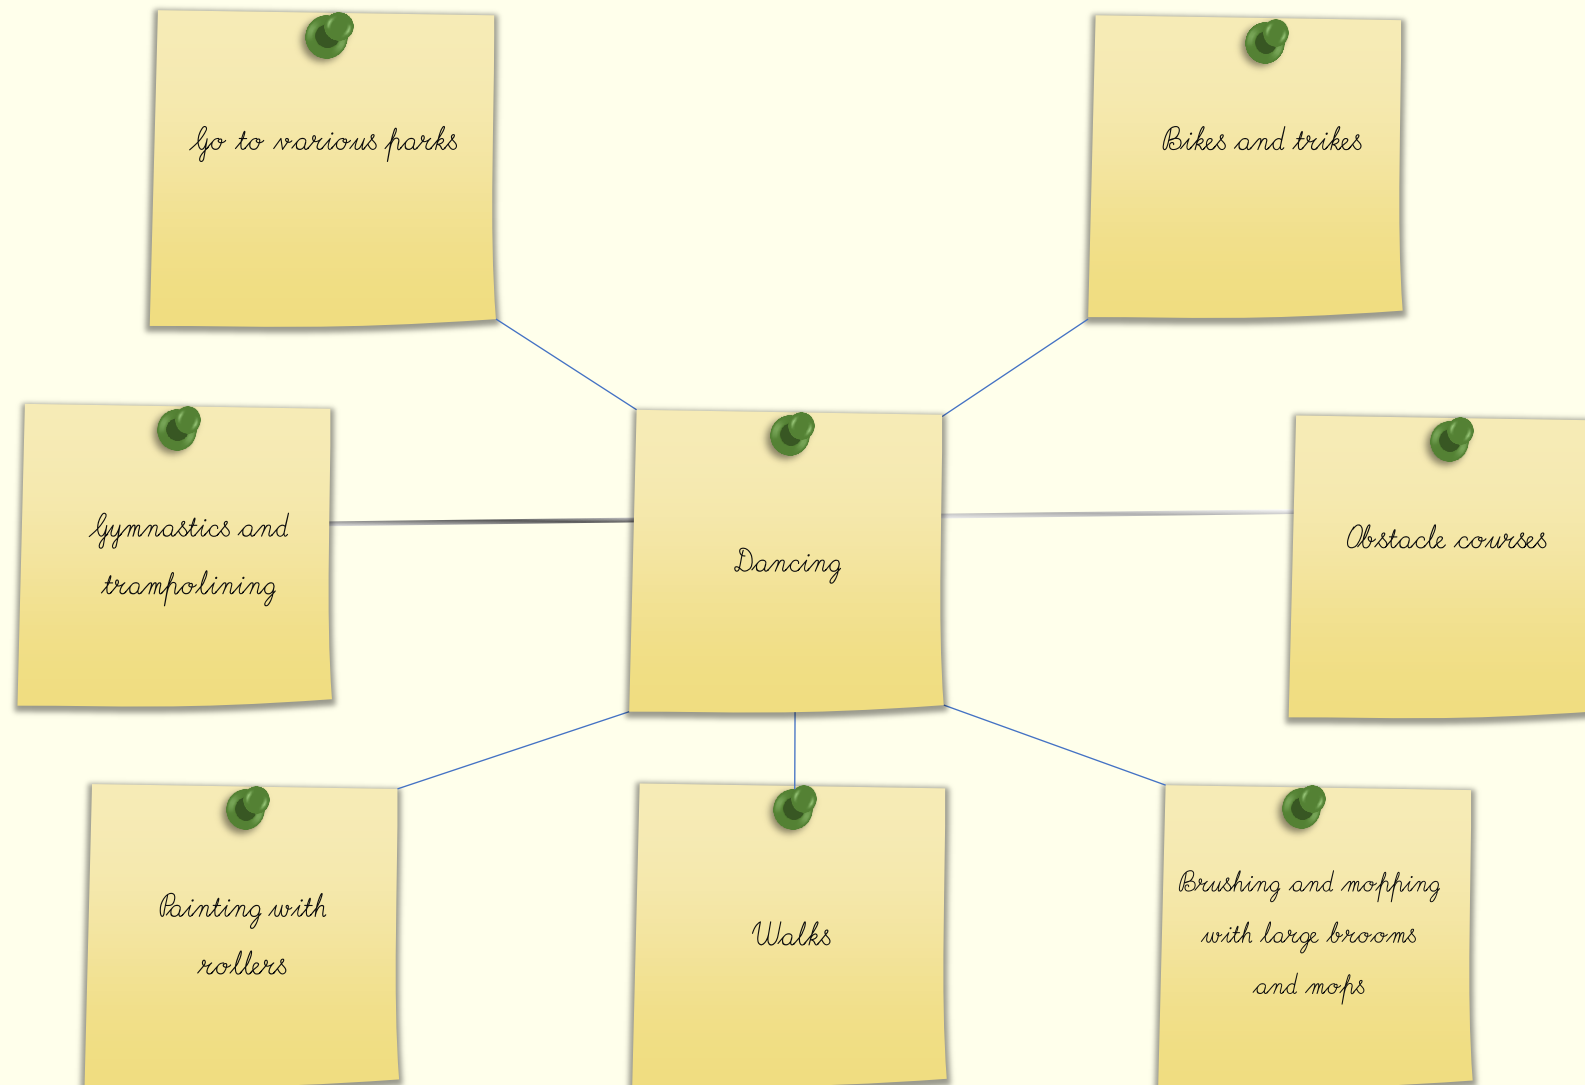 Go to various parks
Bikes and trikes
Gymnastics and
trampolining
Dancing
Obstacle courses
Painting with
rollers
Walks
Brushing and mopping
with large brooms
and mops